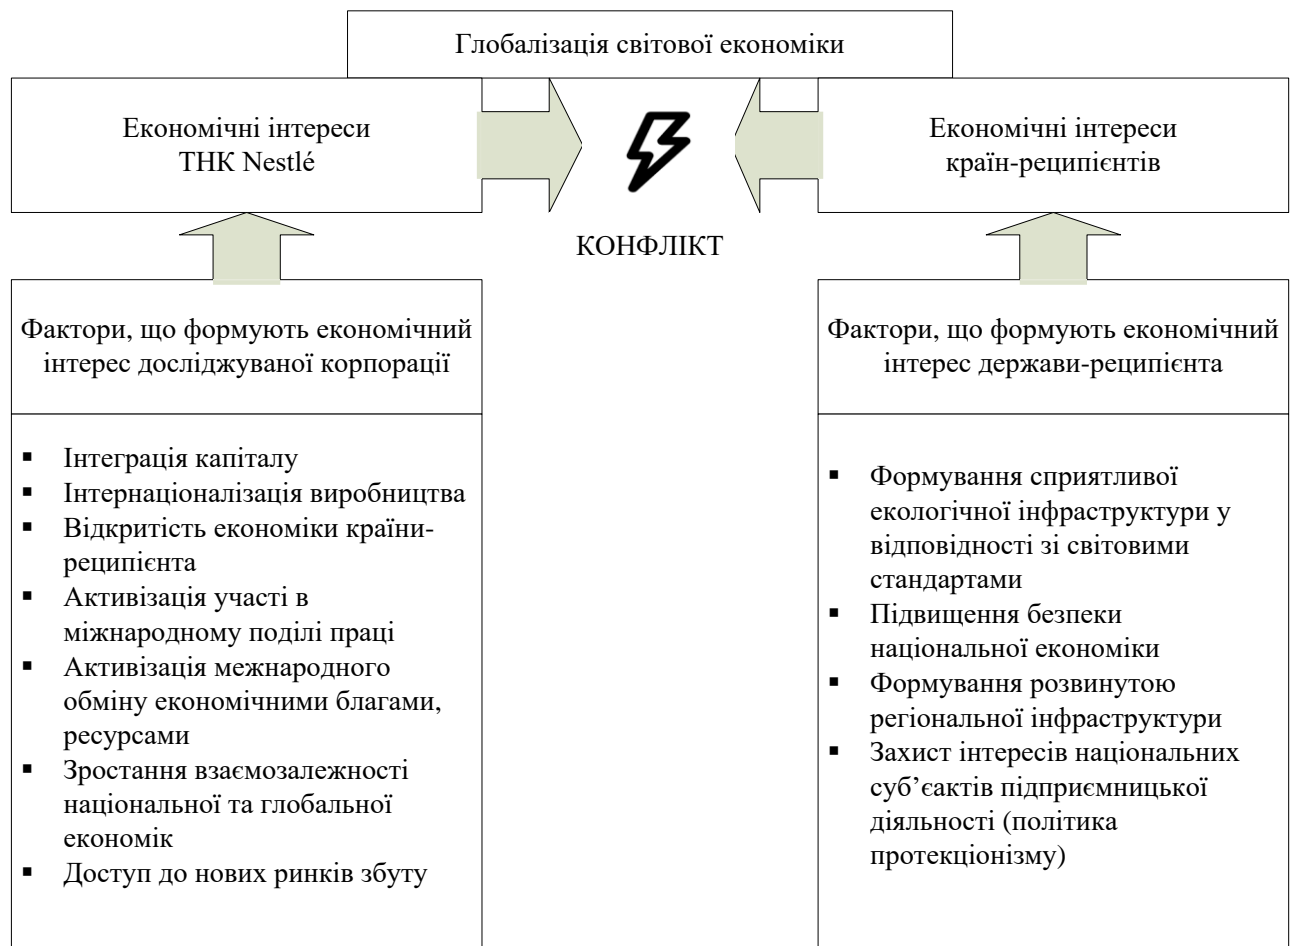 Глобалізація світової економіки
Економічні інтереси
ТНК Nestlé
Економічні інтереси
країн-реципієнтів
КОНФЛІКТ
Фактори, що формують економічний
інтерес досліджуваної корпорації
▪ Інтеграція капіталу
▪ Інтернаціоналізація виробництва
▪ Відкритість економіки країни-
реципієнта
▪ Активізація участі в
міжнародному поділі праці
▪ Активізація межнародного
обміну економічними благами,
ресурсами
▪ Зростання взаємозалежності
національної та глобальної
економік
▪ Доступ до нових ринків збуту
Фактори, що формують економічний
інтерес держави-реципієнта
▪ Формування сприятливої
екологічної інфраструктури у
відповідності зі світовими
стандартами
▪ Підвищення безпеки
національної економіки
▪ Формування розвинутою
регіональної інфраструктури
▪ Захист інтересів національних
суб’єктів підприємницької
діяльності (політика
протекціонізму)